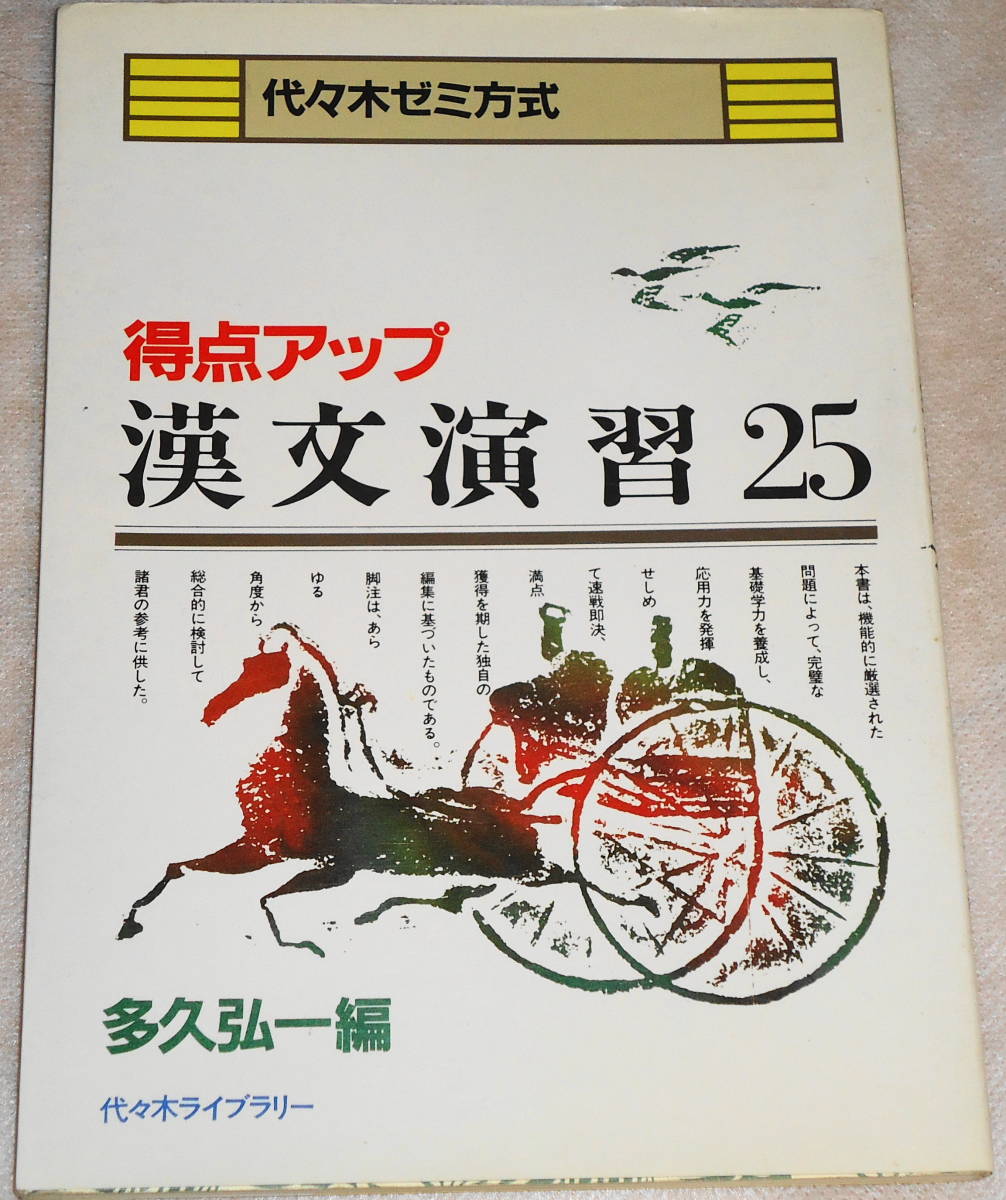 代々木ゼミ方式
得点アップ
漢文演習25
本書は、機能的に厳選された
問題によって、完璧な
基礎学力を養成し、
応用力を発揮
せしめ
て速戦即決、
満点
獲得を期した独自の
編集に基づいたものである。
脚注は、あら
ゆる
角度から
総合的に検討して
諸君の参考に供した。
多久弘一編
代々木ライブラリー